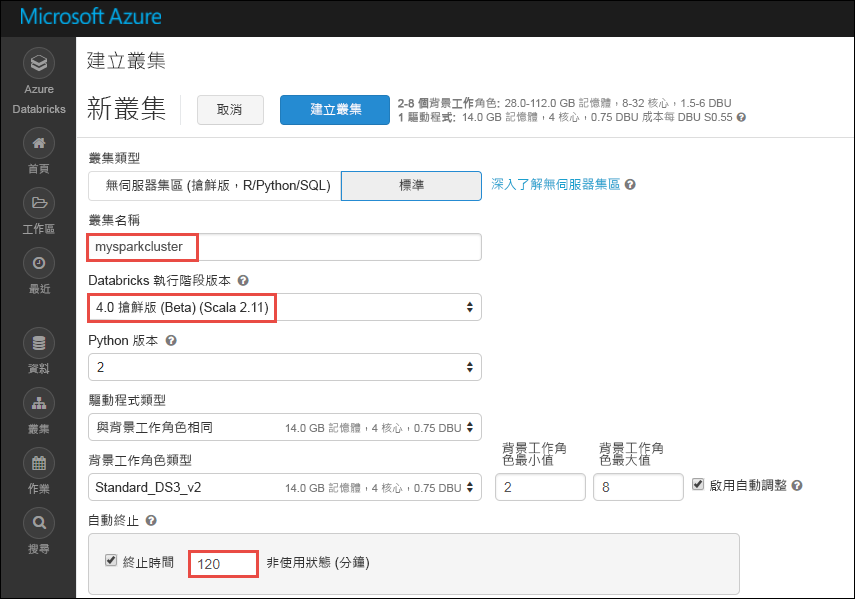 Microsoft Azure
Azure
Databricks
首頁
工作區
最近
資料
叢集
作業
搜尋
建立叢集
新叢集
取消
建立叢集
2-8 個背景工作角色: 28.0-112.0 GB 記憶體，8-32 核心，1.5-6 DBU
1 驅動程式: 14.0 GB 記憶體，4 核心，0.75 DBU 成本每 DBU S0.55
叢集類型
無伺服器集區 (搶鮮版，R/Python/SQL)
標準
深入了解無伺服器集區
叢集名稱
mysparkcluster
Databricks 執行階段版本
4.0 搶鮮版 (Beta) (Scala 2.11)
Python 版本
2
驅動程式類型
與背景工作角色相同 14.0 GB 記憶體，4 核心，0.75 DBU
背景工作角色類型
Standard_DS3_v2 14.0 GB 記憶體，4 核心，0.75 DBU
背景工作角
色最小值
2
背景工作角
色最大值
8
啟用自動調整
自動終止
終止時間 120 非使用狀態 (分鐘)